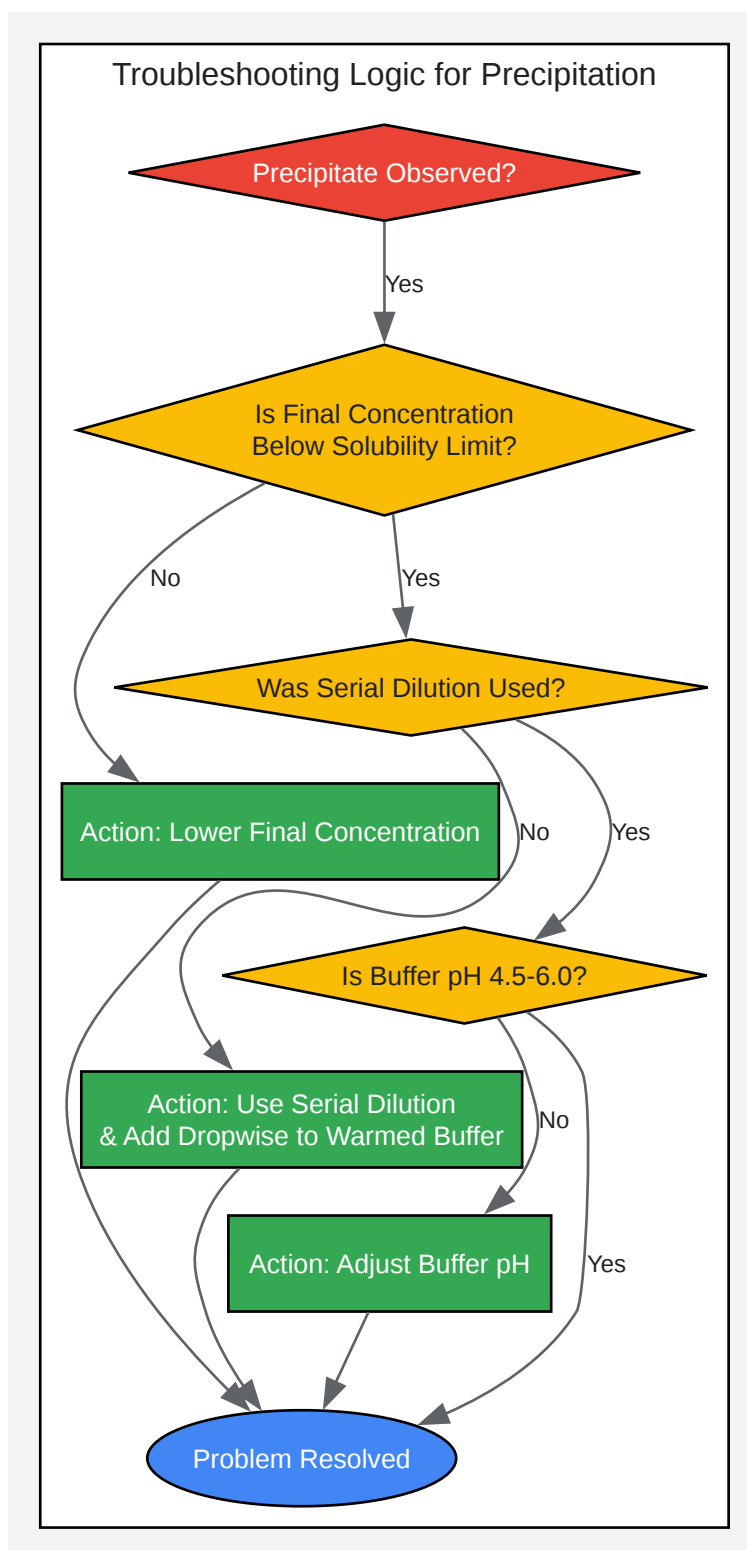 Troubleshooting Logic for Precipitation
Precipitate Observed?
Yes
Is Final Concentration
Below Solubility Limit?
No
Yes
Was Serial Dilution Used?
Action: Lower Final Concentration
No
Yes
Is Buffer pH 4.5-6.0?
Action: Use Serial Dilution
& Add Dropwise to Warmed Buffer
No
Action: Adjust Buffer pH
Yes
Problem Resolved